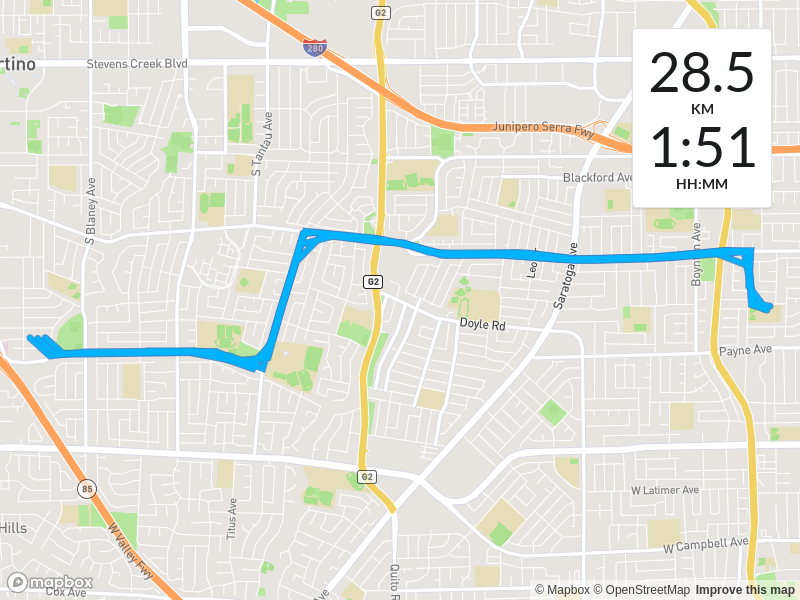 G2
280
rtino
Stevens Creek Blvd
28.5
KM
1:51
HH:MM
Junipero Serra Fwy
S Tantau Ave
Blackford Ave
S Blaney Ave
Boynton Ave
Leo
Saratoga Ave
G2
Doyle Rd
Payne Ave
G2
85
W Latimer Ave
Titus Ave
Hills
W Valley Fwy
W Campbell Ave
Quito R
Cox Ave
Ave
mapbox
© Mapbox © OpenStreetMap Improve this map